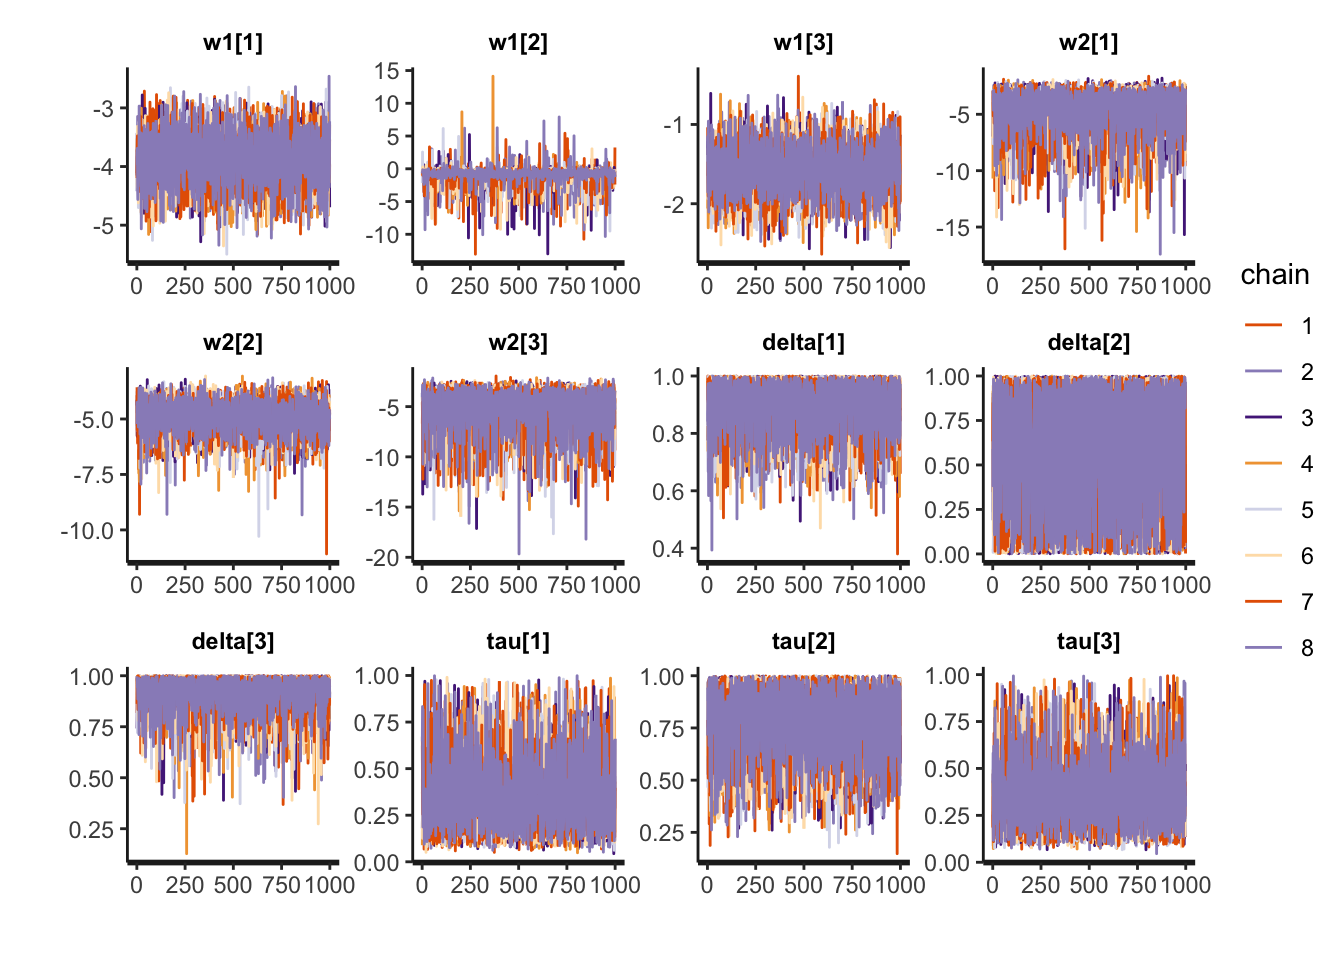 w1[1] w1[2] w1[3] w2[1]
-3 -4 -5
15 10 5 0 -5 -10
-1 -2
-5 -10 -15
0 250 500 750 1000 0 250 500 750 1000 0 250 500 750 1000 0 250 500 750 1000
w2[2] w2[3] delta[1] delta[2]
-5.0 -7.5 -10.0
-5 -10 -15 -20
1.0 0.8 0.6 0.4
1.00 0.75 0.50 0.25 0.00
0 250 500 750 1000 0 250 500 750 1000 0 250 500 750 1000 0 250 500 750 1000
delta[3] tau[1] tau[2] tau[3]
1.00 0.75 0.50 0.25
1.00 0.75 0.50 0.25 0.00
1.00 0.75 0.50 0.25
1.00 0.75 0.50 0.25 0.00
0 250 500 750 1000 0 250 500 750 1000 0 250 500 750 1000 0 250 500 750 1000
chain
1
2
3
4
5
6
7
8